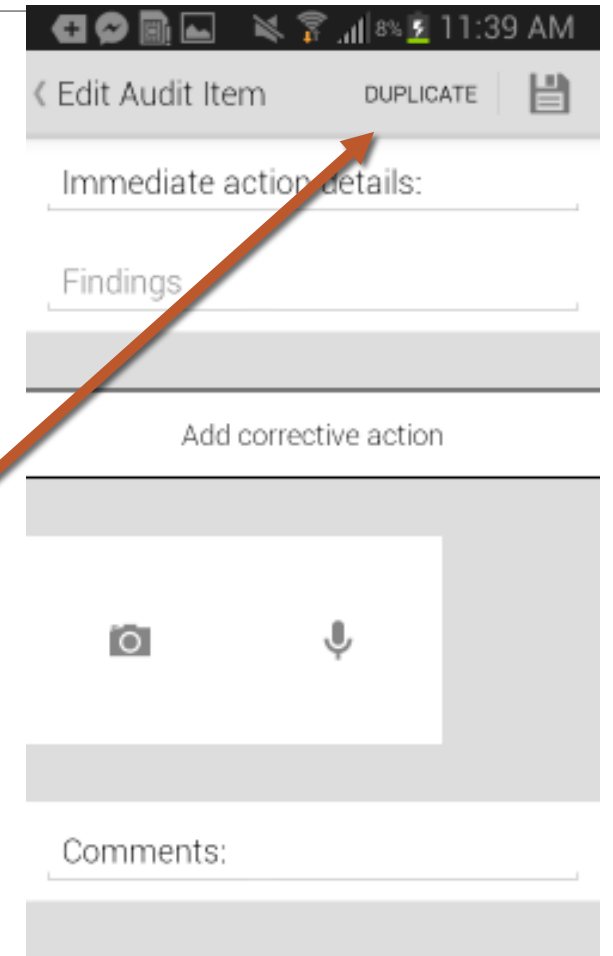 8% 11:39 AM
Edit Audit Item DUPLICATE
Immediate action details:
Findings
Add corrective action
Comments: